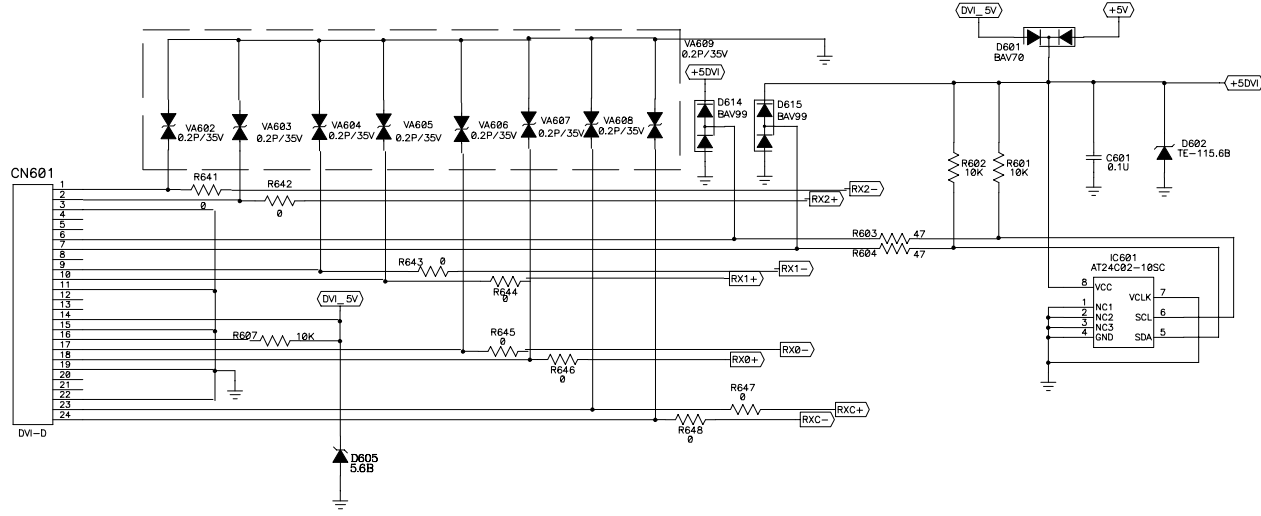 DVI_5V
+5V
D601
BAV70
VA609
0.2P/35V
+5DVI
D614
BAV99
D615
BAV99
+5DVI
VA602
0.2P/35V
VA603
0.2P/35V
VA604
0.2P/35V
VA605
0.2P/35V
VA606
0.2P/35V
VA607
0.2P/35V
VA608
0.2P/35V
R602
10K
R601
10K
C601
0.1U
D602
TE-115.6B
CN601
1
2
3
4
5
6
7
8
9
10
11
12
13
14
15
16
17
18
19
20
21
22
23
24
DVI-D
R641
0
R642
0
RX2-
RX2+
R603 47
R604 47
R643 0
RX1-
R644
0
RX1+
DVI_5V
R607 10K
R645
0
RX0-
R646
0
RX0+
R647
0
RXC+
R648
0
RXC-
D605
5.6B
IC601
AT24C02-10SC
8 VCC
VCLK 7
1 NC1
2 NC2
SCL 6
3 NC3
4 GND
SDA 5